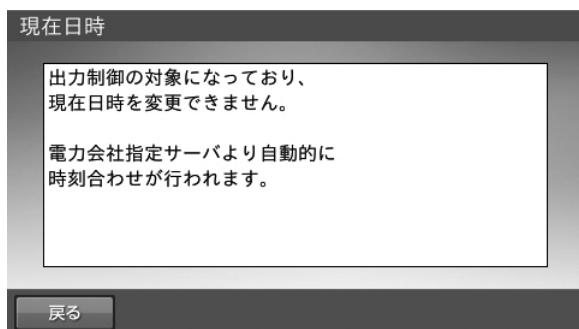 現在日時
出力制御の対象になっており、
現在日時を変更できません。
電力会社指定サーバより自動的に
時刻合わせが行われます。
戻る